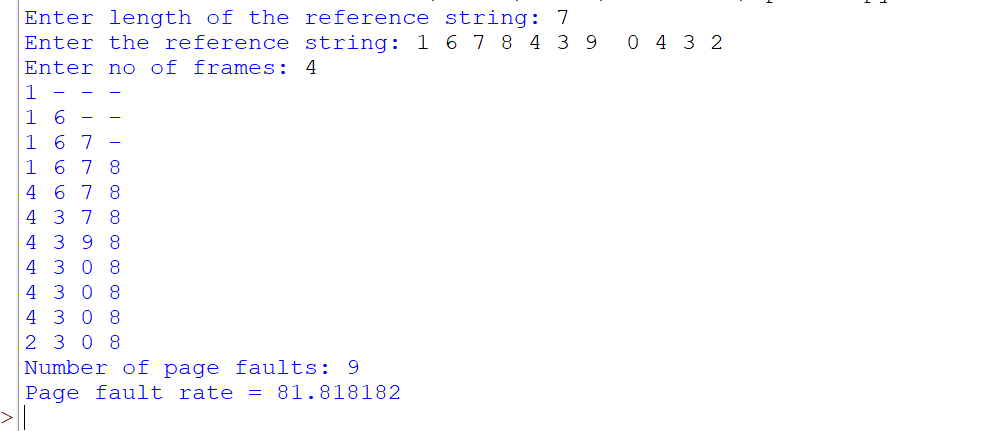 Enter length of the reference string: 7
Enter the reference string: 1 6 7 8 4 3 9  0 4 3 2
Enter no of frames: 4
1 - - -
1 6 - -
1 6 7 -
1 6 7 8
4 6 7 8
4 3 7 8
4 3 9 8
4 3 0 8
4 3 0 8
4 3 0 8
2 3 0 8
Number of page faults: 9
Page fault rate = 81.818182
>